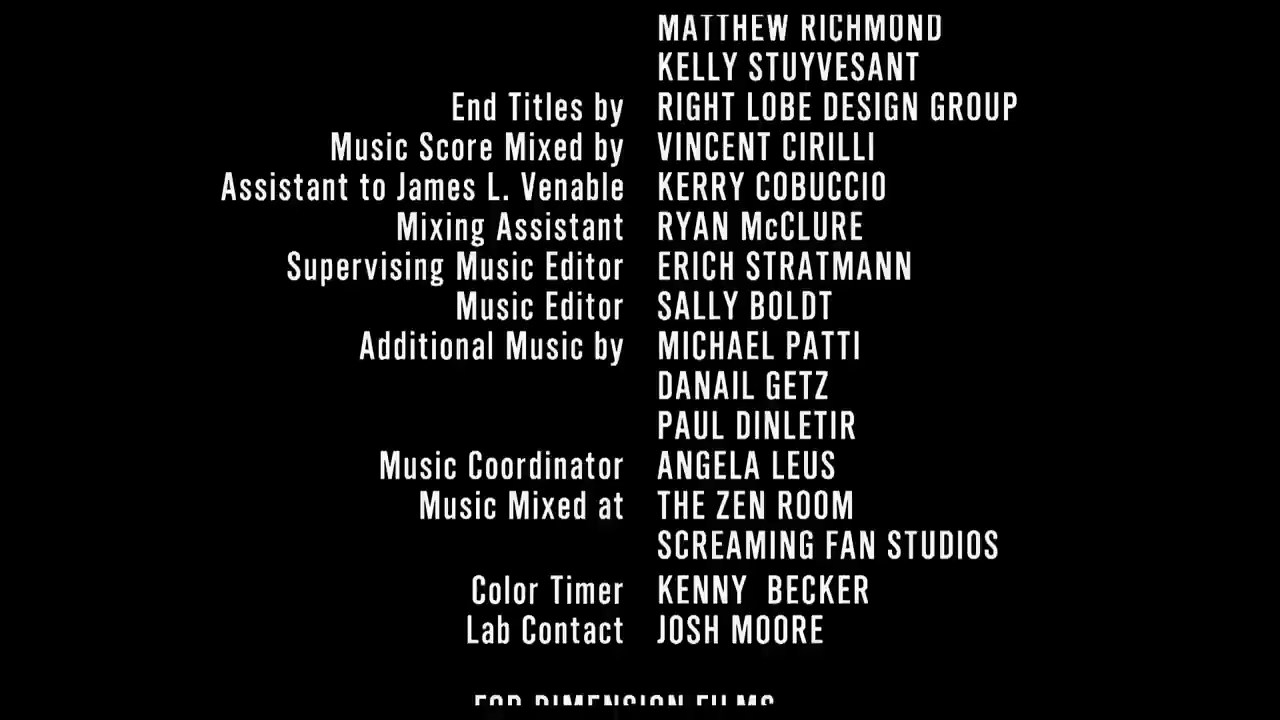 MATTHEW RICHMOND
KELLY STUYVESANT
End Titles by RIGHT LOBE DESIGN GROUP
Music Score Mixed by VINCENT CIRILLI
Assistant to James L. Venable KERRY COBUCCIO
Mixing Assistant RYAN McCLURE
Supervising Music Editor ERICH STRATMANN
Music Editor SALLY BOLDT
Additional Music by MICHAEL PATTI
DANAIL GETZ
PAUL DINLETIR
Music Coordinator ANGELA LEUS
Music Mixed at THE ZEN ROOM
SCREAMING FAN STUDIOS
Color Timer KENNY BECKER
Lab Contact JOSH MOORE
FOR DIMENSION FILMS